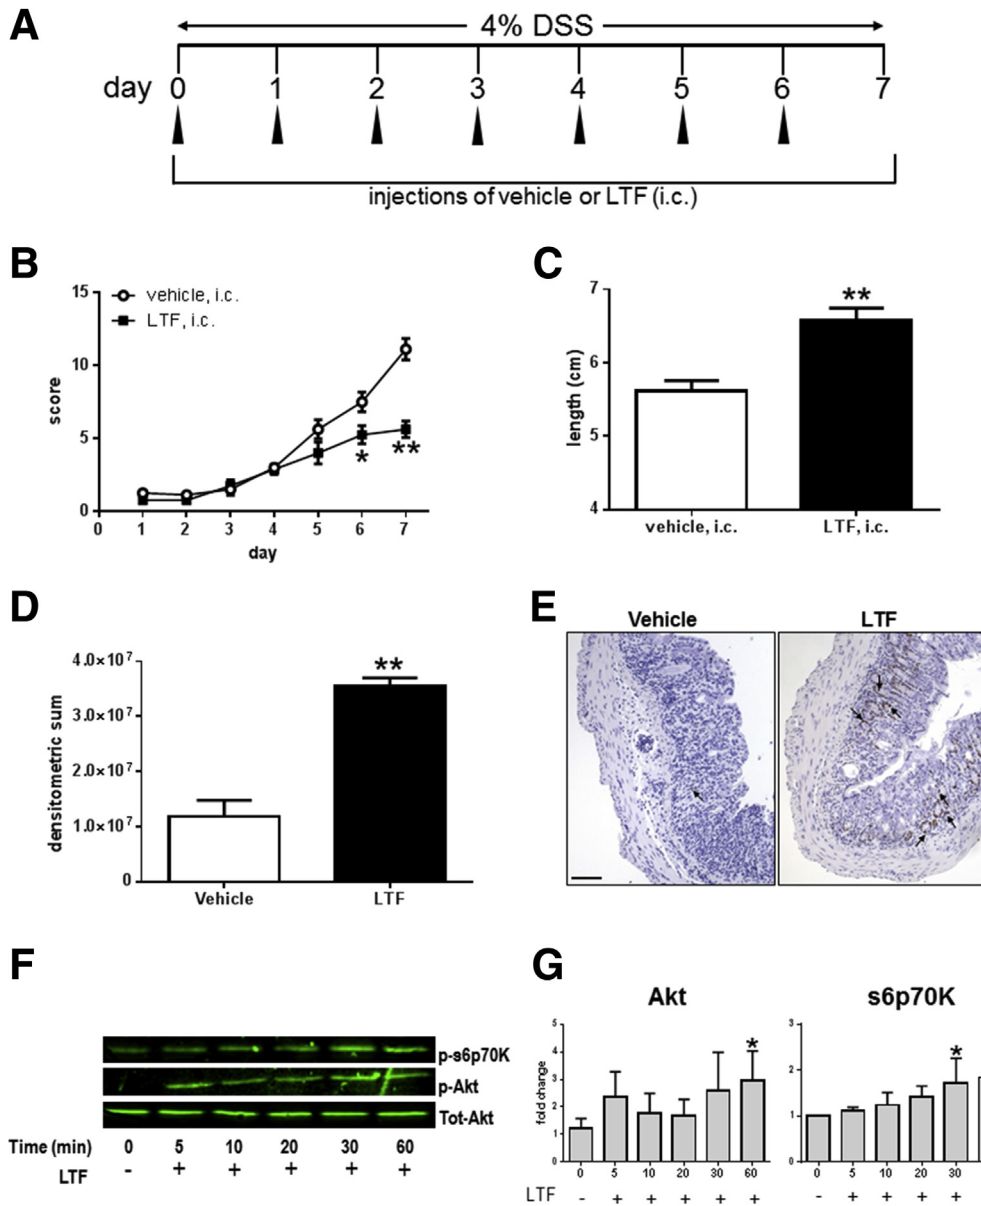 A
4% DSS
day 0 1 2 3 4 5 6 7
injections of vehicle or LTF (i.c.)
B
vehicle, i.c.
LTF, i.c.
score
15
10
5
0
0 1 2 3 4 5 6 7
* **
day
C
length (cm)
7
6
5
4
**
vehicle, i.c. LTF, i.c.
D
densitometric sum
4.0×10⁷
3.0×10⁷
2.0×10⁷
1.0×10⁷
0
**
Vehicle LTF
E
Vehicle LTF
F
p-s6p70K
p-Akt
Tot-Akt
Time (min) 0 5 10 20 30 60
LTF - + + + + +
G
Akt
fold change
5
4
3
2
1
0
*
0 5 10 20 30 60
LTF - + + + + +
s6p70K
3
2
1
0
*
0 5 10 20 30
- + + + +